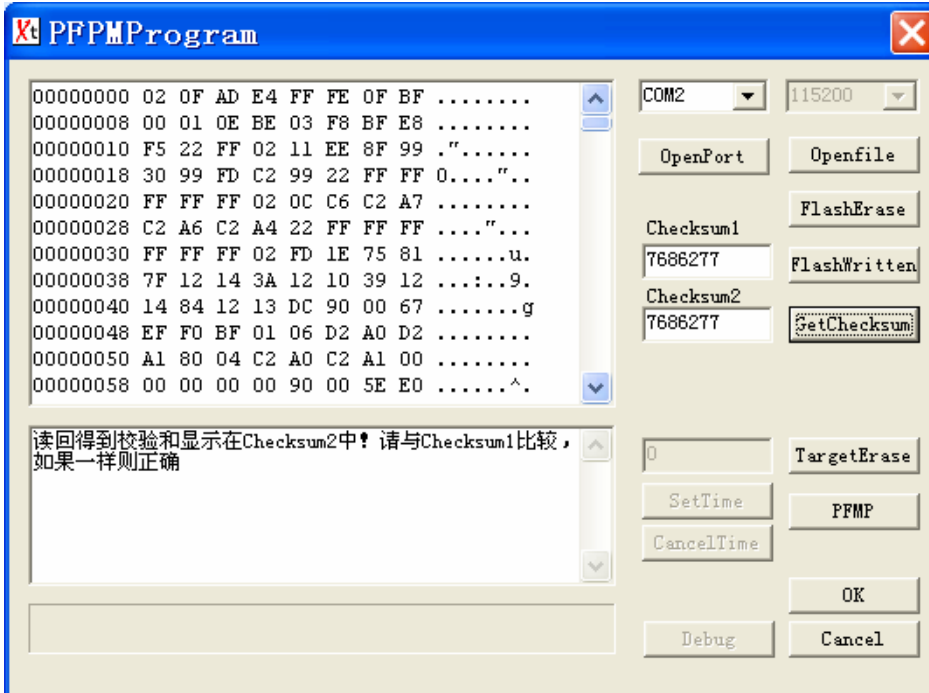 Xt PFPMProgram
00000000 02 0F AD E4 FF FE 0F BF ........
00000008 00 01 0E BE 03 F8 BF E8 ........
00000010 F5 22 FF 02 11 EE 8F 99 ."......
00000018 30 99 FD C2 99 22 FF FF 0...."..
00000020 FF FF FF 02 0C C6 C2 A7 ........
00000028 C2 A6 C2 A4 22 FF FF FF ...."...
00000030 FF FF FF 02 FD 1E 75 81 ......u.
00000038 7F 12 14 3A 12 10 39 12 ...:..9.
00000040 14 84 12 13 DC 90 00 67 .......g
00000048 EF F0 BF 01 06 D2 A0 D2 ........
00000050 A1 80 04 C2 A0 C2 A1 00 ........
00000058 00 00 00 00 90 00 5E E0 ......^.
COM2 115200
OpenPort Openfile
FlashErase
Checksum1
7686277 FlashWritten
Checksum2
7686277 GetChecksum
读回得到校验和显示在Checksum2中！请与Checksum1比较，
如果一样则正确
0 TargetErase
SetTime PFMP
CancelTime
OK
Debug Cancel